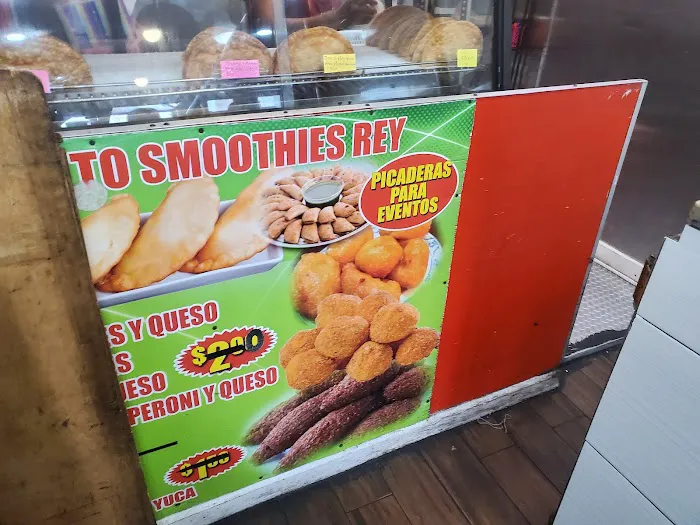 TO SMOOTHIES REY
PICADERAS
PARA
EVENTOS
S Y QUESO
S
ESO
PERONI Y QUESO
$2.00
YUCA